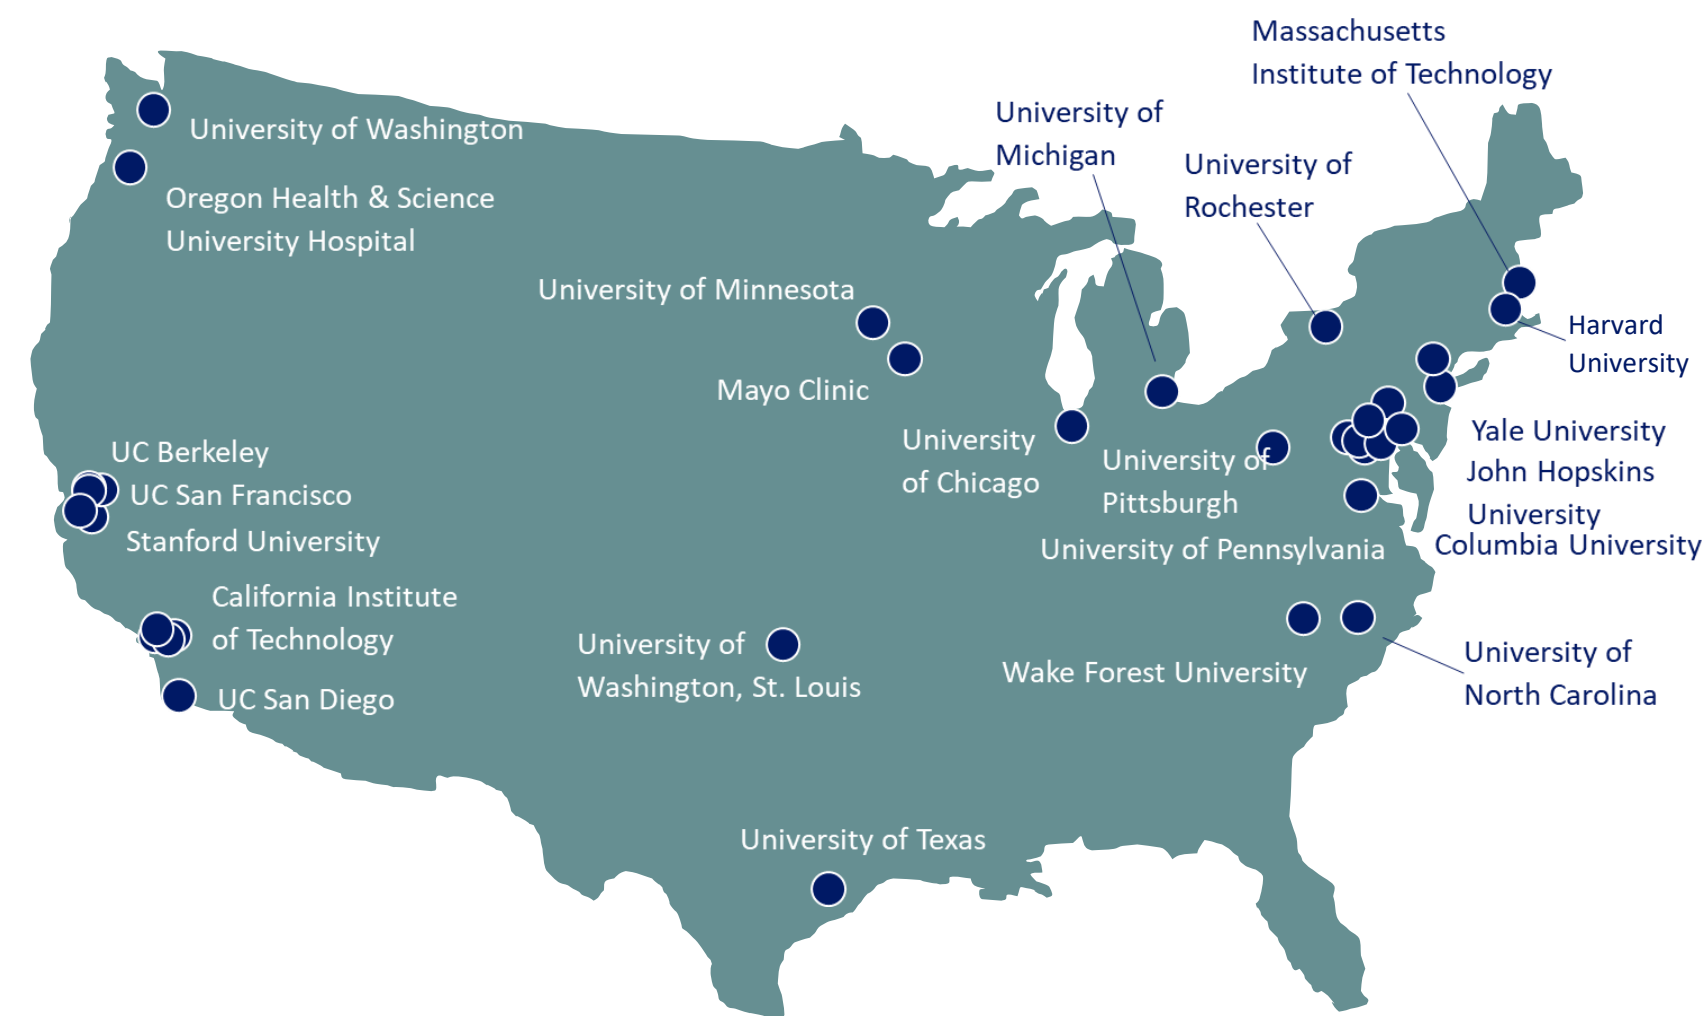 Massachusetts
Institute of Technology
University of
Michigan
University of
Rochester
University of Washington
Oregon Health & Science
University Hospital
University of Minnesota
Mayo Clinic
Harvard
University
UC Berkeley
UC San Francisco
Stanford University
University
of Chicago
University of
Pittsburgh
Yale University
John Hopskins
University
Columbia University
University of Pennsylvania
California Institute
of Technology
UC San Diego
University of
Washington, St. Louis
Wake Forest University
University of
North Carolina
University of Texas